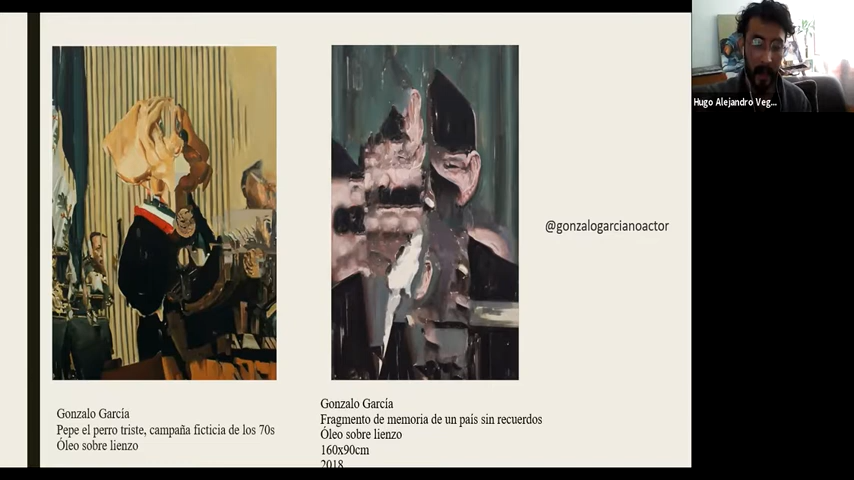 Hugo Alejandro Veg...
@gonzalogarcianoactor
Gonzalo García
Pepe el perro triste, campaña ficticia de los 70s
Óleo sobre lienzo
Gonzalo García
Fragmento de memoria de un país sin recuerdos
Óleo sobre lienzo
160x90cm
2018